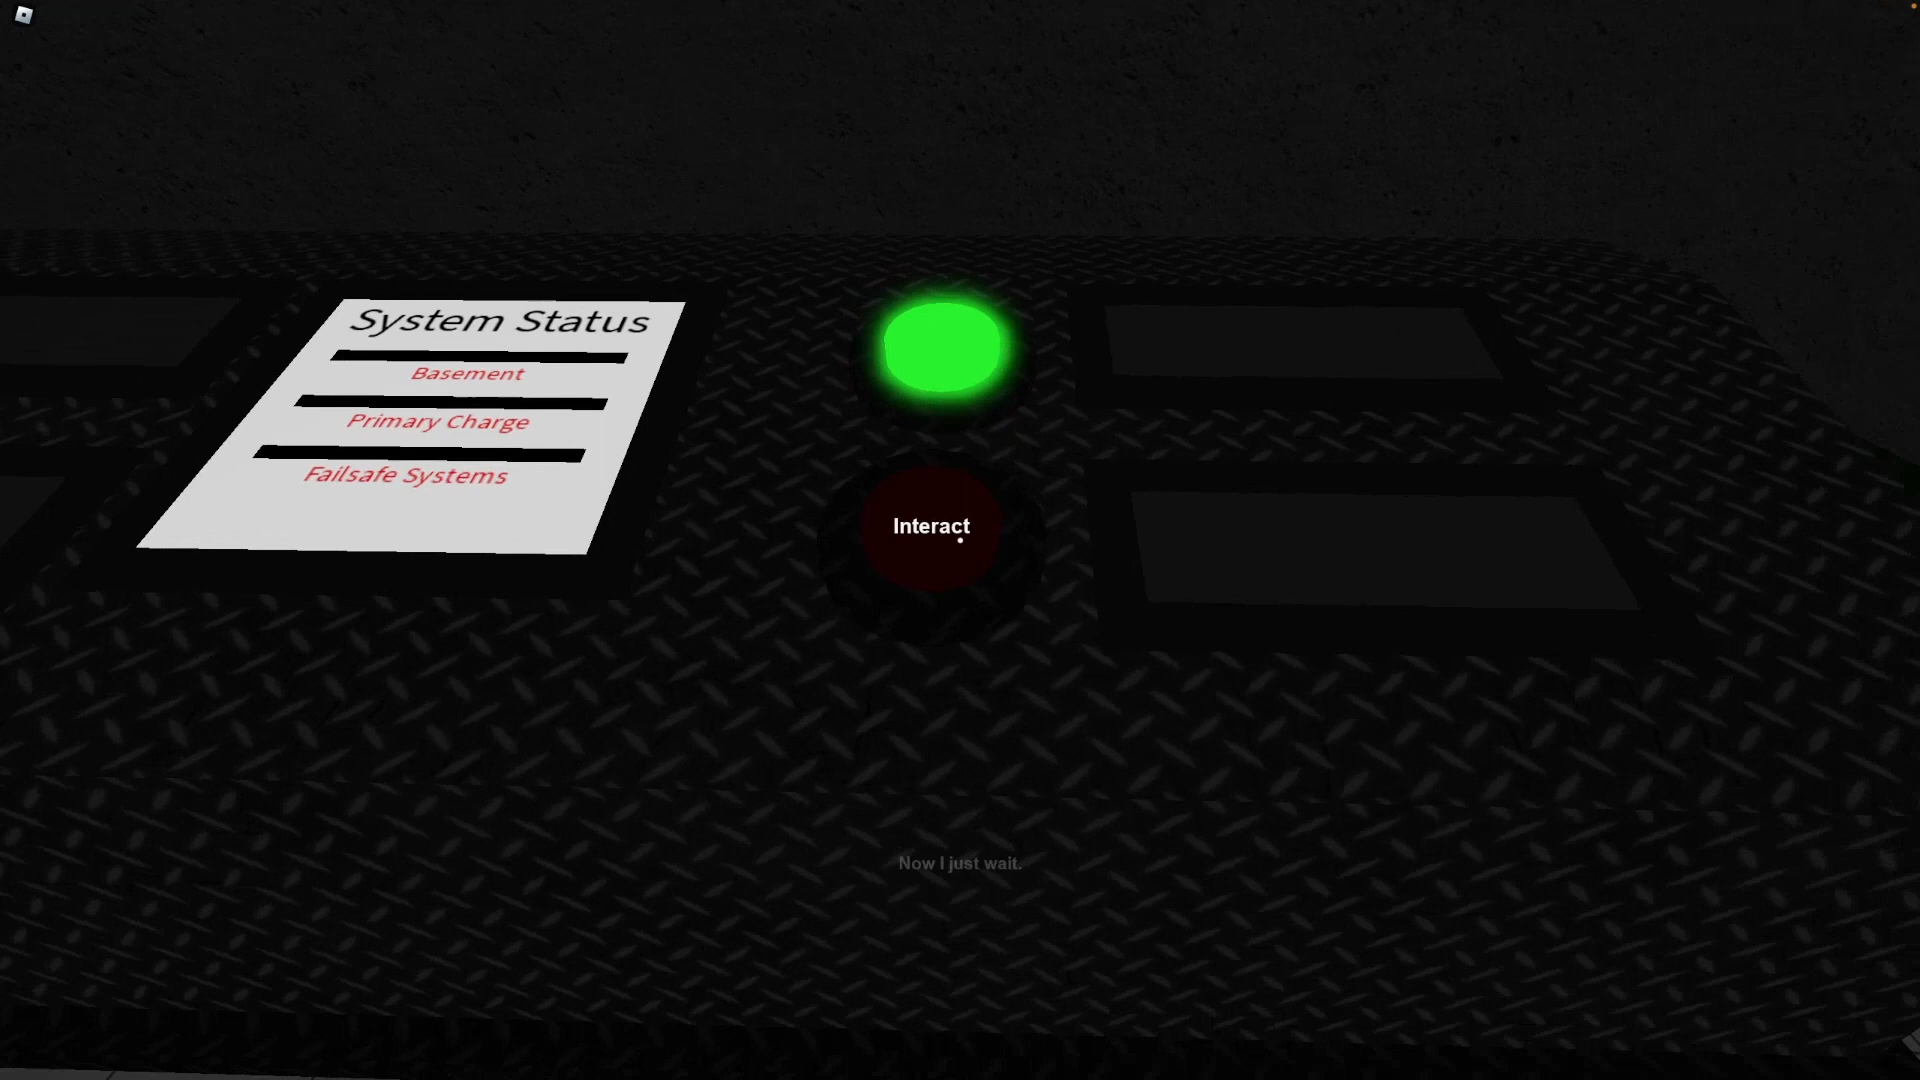 System Status
Basement
Primary Charge
Failsafe Systems
Interact
Now I just wait.